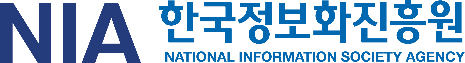 NIA 한국정보화진흥원
NATIONAL INFORMATION SOCIETY AGENCY